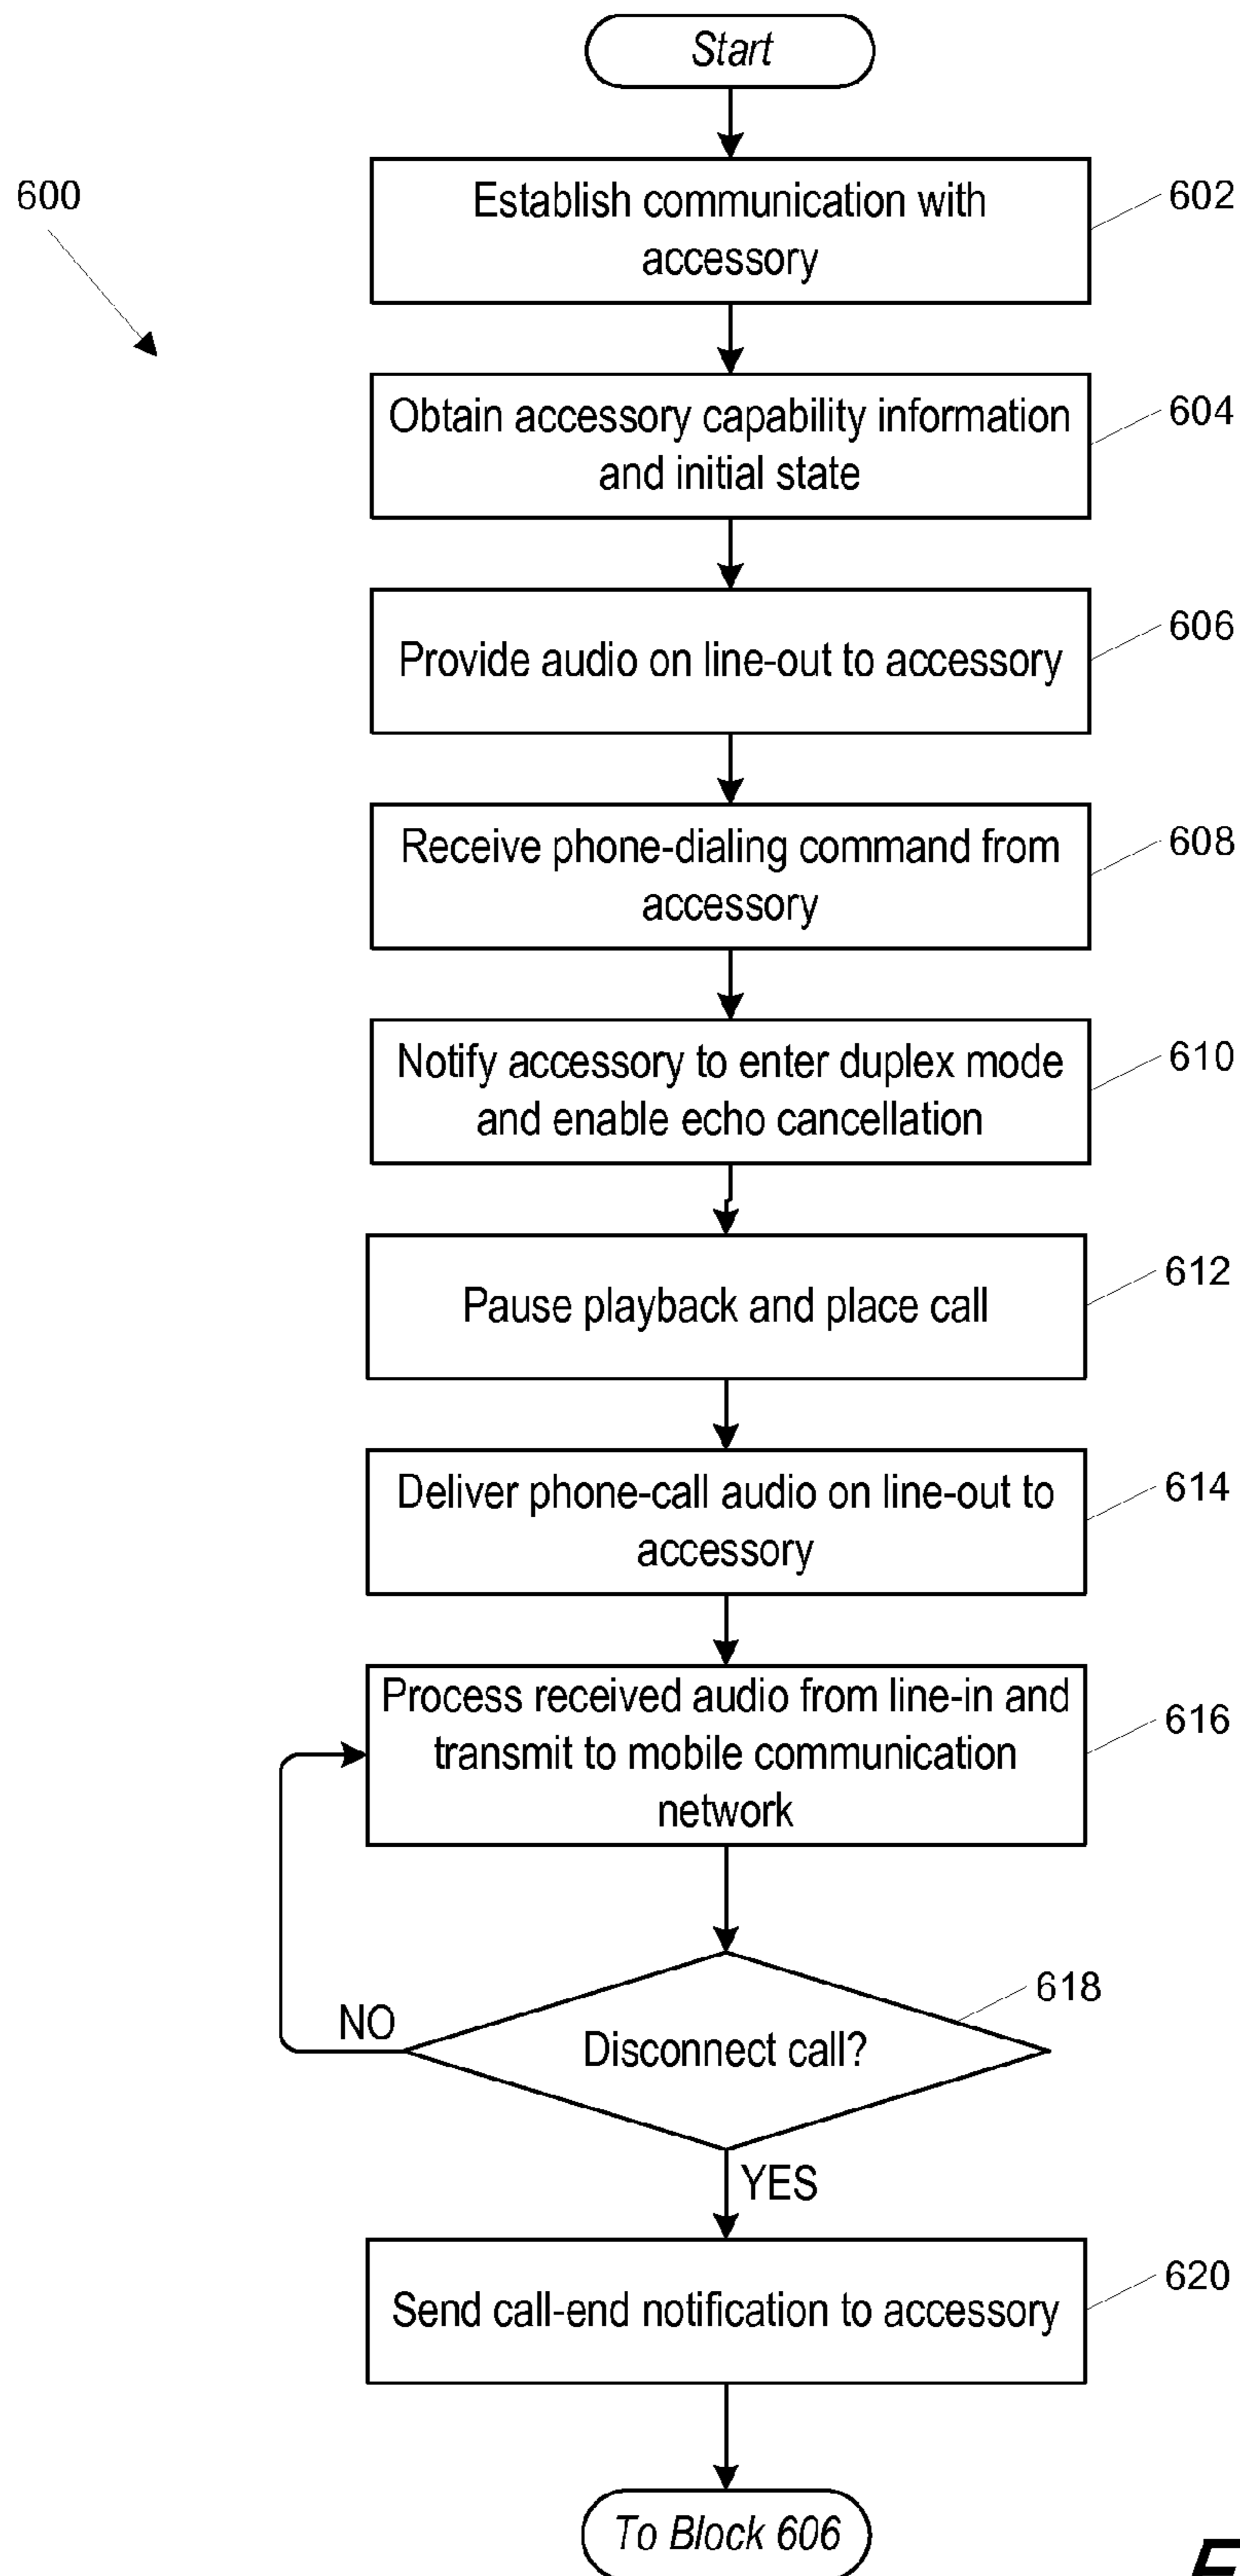 Start
600
Establish communication with
accessory
602
Obtain accessory capability information
and initial state
604
Provide audio on line-out to accessory
606
Receive phone-dialing command from
accessory
608
Notify accessory to enter duplex mode
and enable echo cancellation
610
Pause playback and place call
612
Deliver phone-call audio on line-out to
accessory
614
Process received audio from line-in and
transmit to mobile communication
network
616
Disconnect call?
618
NO
YES
Send call-end notification to accessory
620
To Block 606